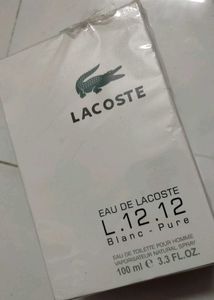 LACOSTE
EAU DE LACOSTE
L.12.12
Blanc - Pure
EAU DE TOILETTE POUR HOMME
VAPORISATEUR NATURAL SPRAY
100 ml ℮ 3.3 FL.OZ.